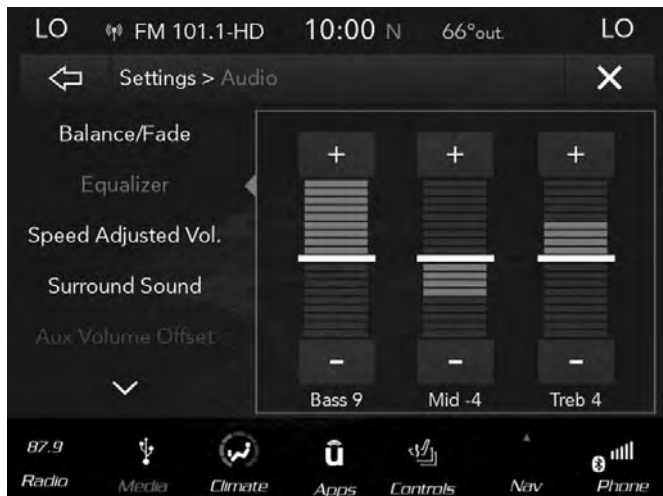 LO FM 101.1-HD 10:00 N 66°out. LO
Settings > Audio
Balance/Fade
Equalizer
Speed Adjusted Vol.
Surround Sound
Aux Volume Offset
+ + +
- - -
Bass 9 Mid -4 Treb 4
87.9
Radio Media Climate Apps Controls Nav Phone